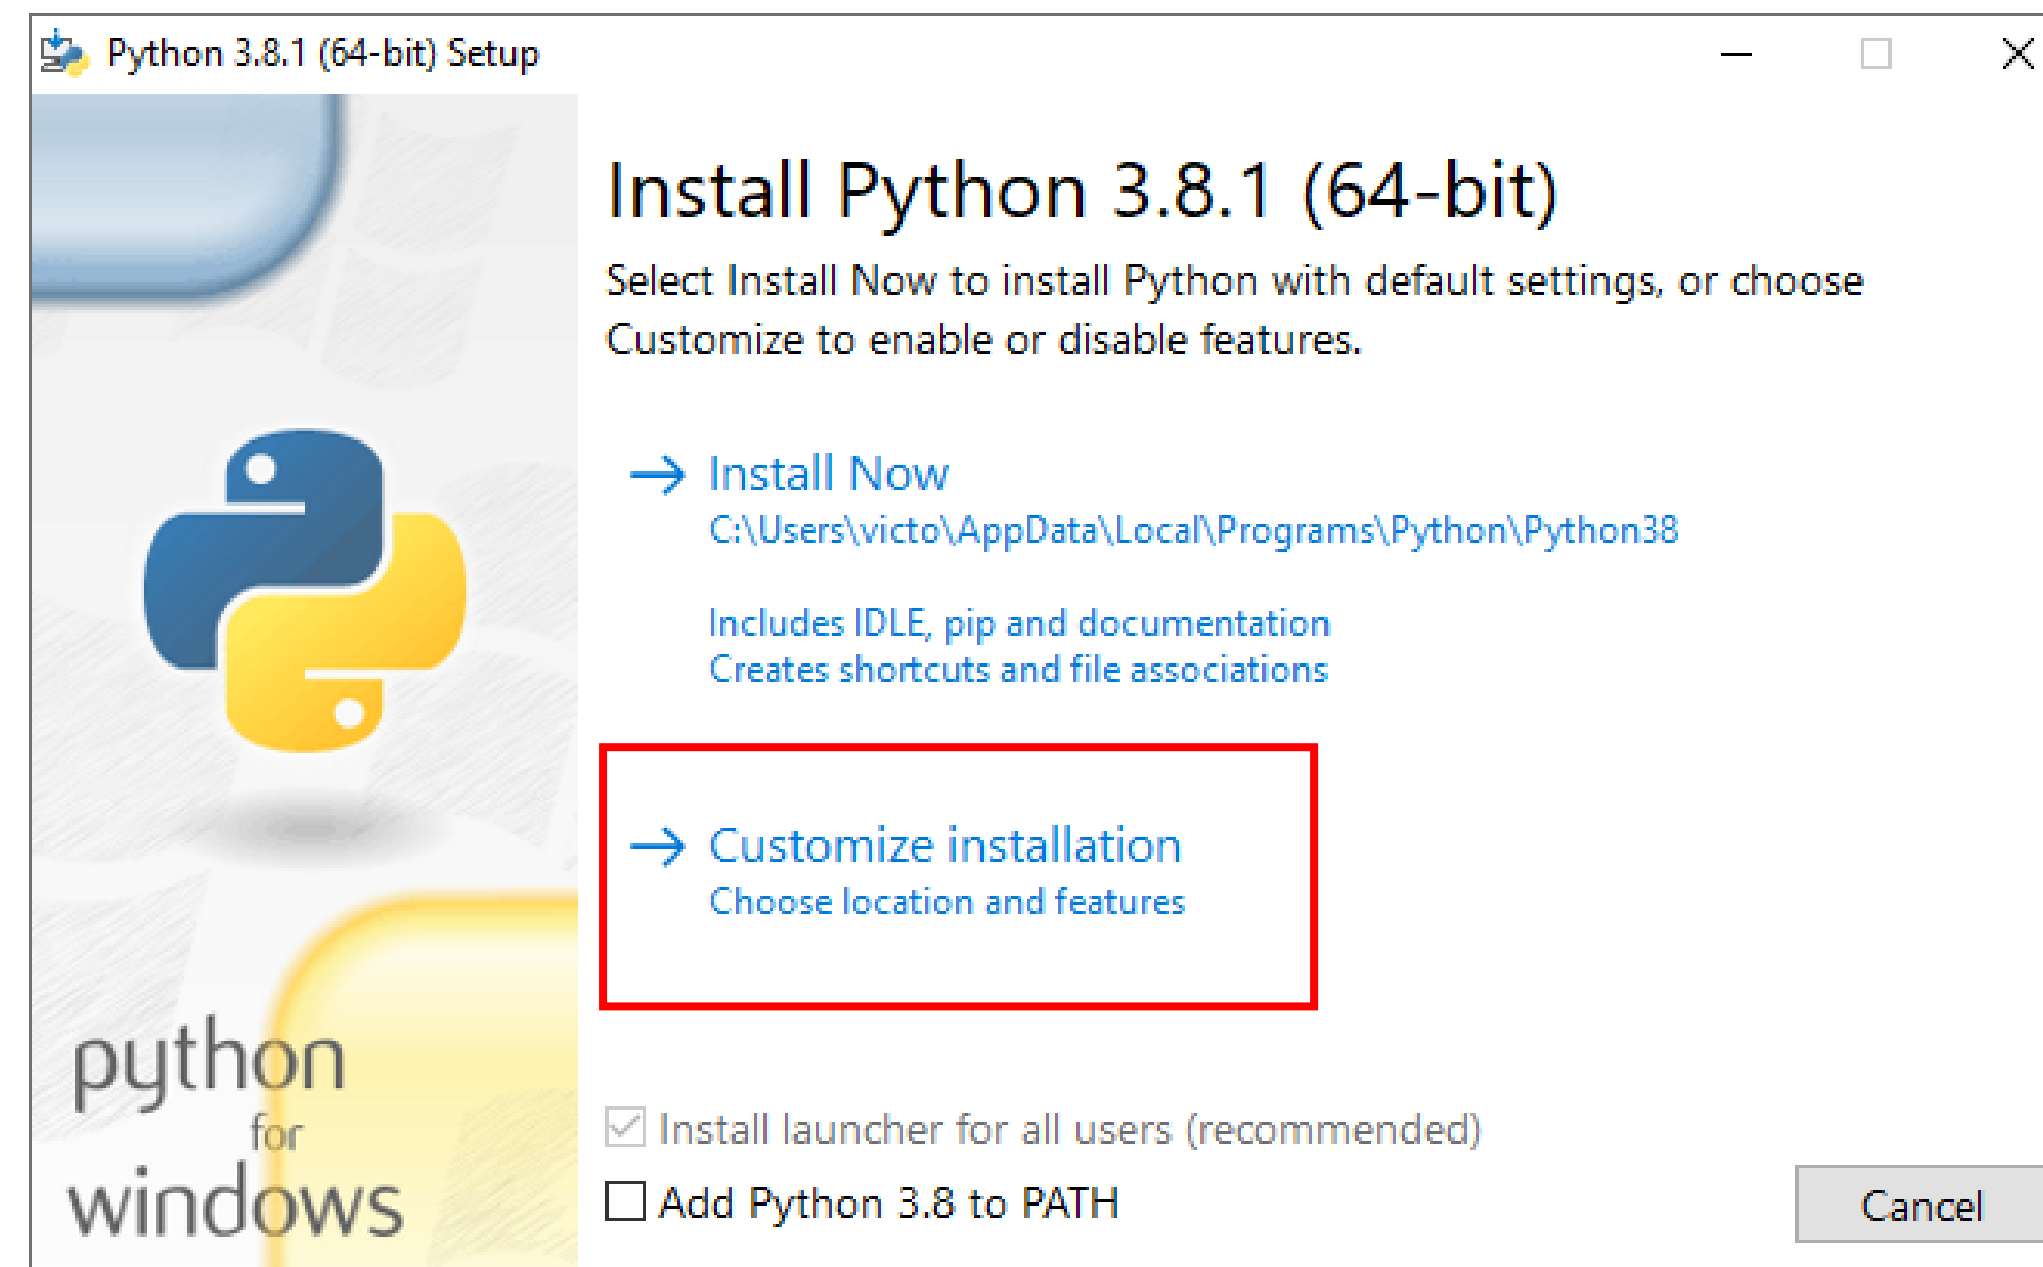 Python 3.8.1 (64-bit) Setup
Install Python 3.8.1 (64-bit)
Select Install Now to install Python with default settings, or choose
Customize to enable or disable features.
Install Now
C:\Users\victo\AppData\Local\Programs\Python\Python38
Includes IDLE, pip and documentation
Creates shortcuts and file associations
Customize installation
Choose location and features
Install launcher for all users (recommended)
Add Python 3.8 to PATH
Cancel
python
for
windows